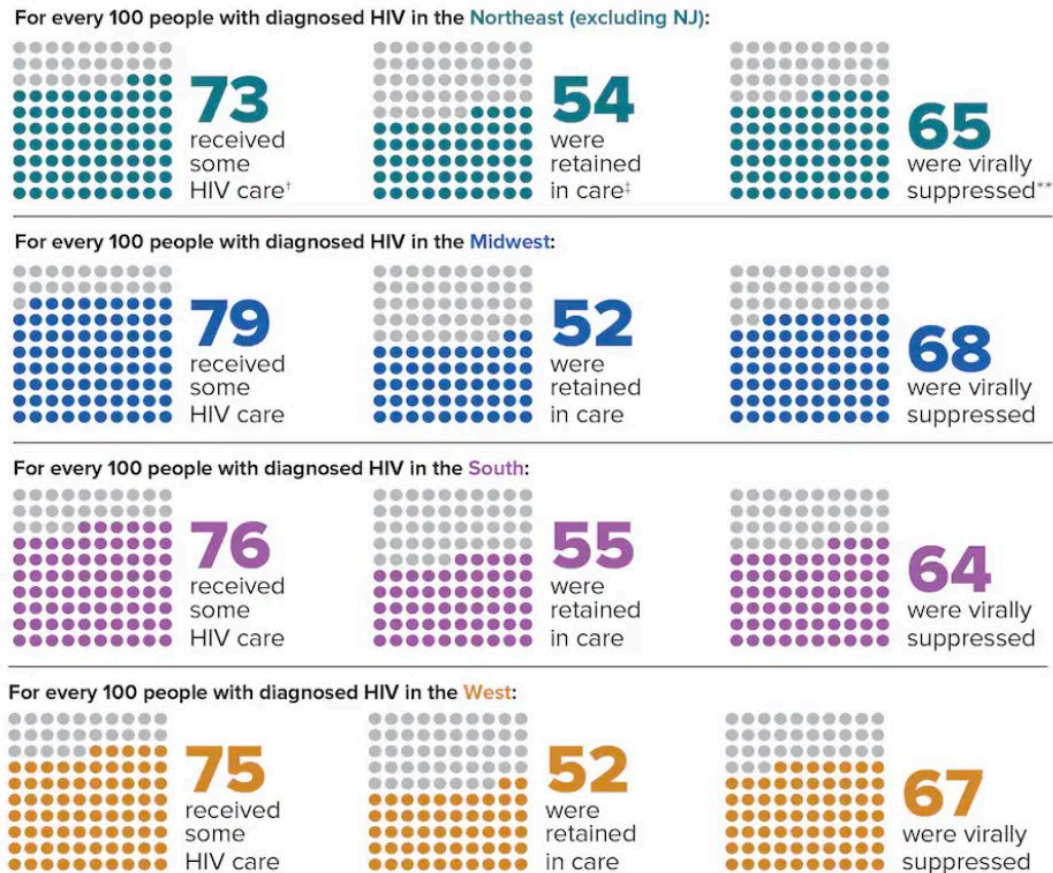 For every 100 people with diagnosed HIV in the Northeast (excluding NJ):
73
received
some
HIV care†
54
were
retained
in care‡
65
were virally
suppressed**
For every 100 people with diagnosed HIV in the Midwest:
79
received
some
HIV care
52
were
retained
in care
68
were virally
suppressed
For every 100 people with diagnosed HIV in the South:
76
received
some
HIV care
55
were
retained
in care
64
were virally
suppressed
For every 100 people with diagnosed HIV in the West:
75
received
some
HIV care
52
were
retained
in care
67
were virally
suppressed